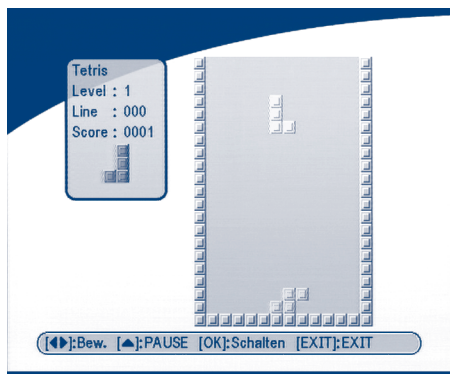 Tetris
Level : 1
Line : 000
Score : 0001
[◀▶]:Bew. [▲]:PAUSE [OK]:Schalten [EXIT]:EXIT